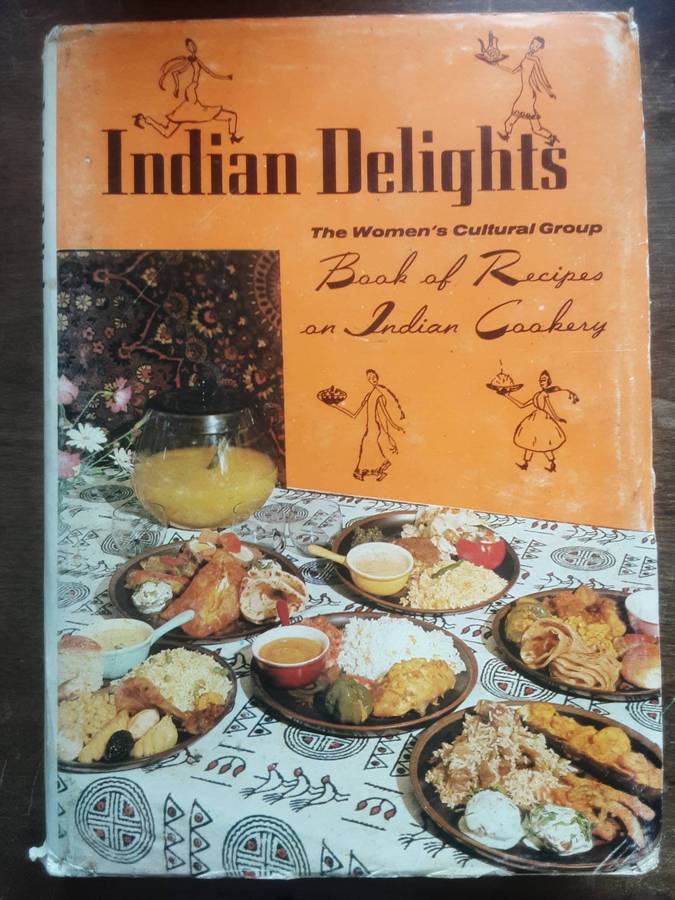 Indian Delights
The Women's Cultural Group
Book of Recipes
on Indian Cookery